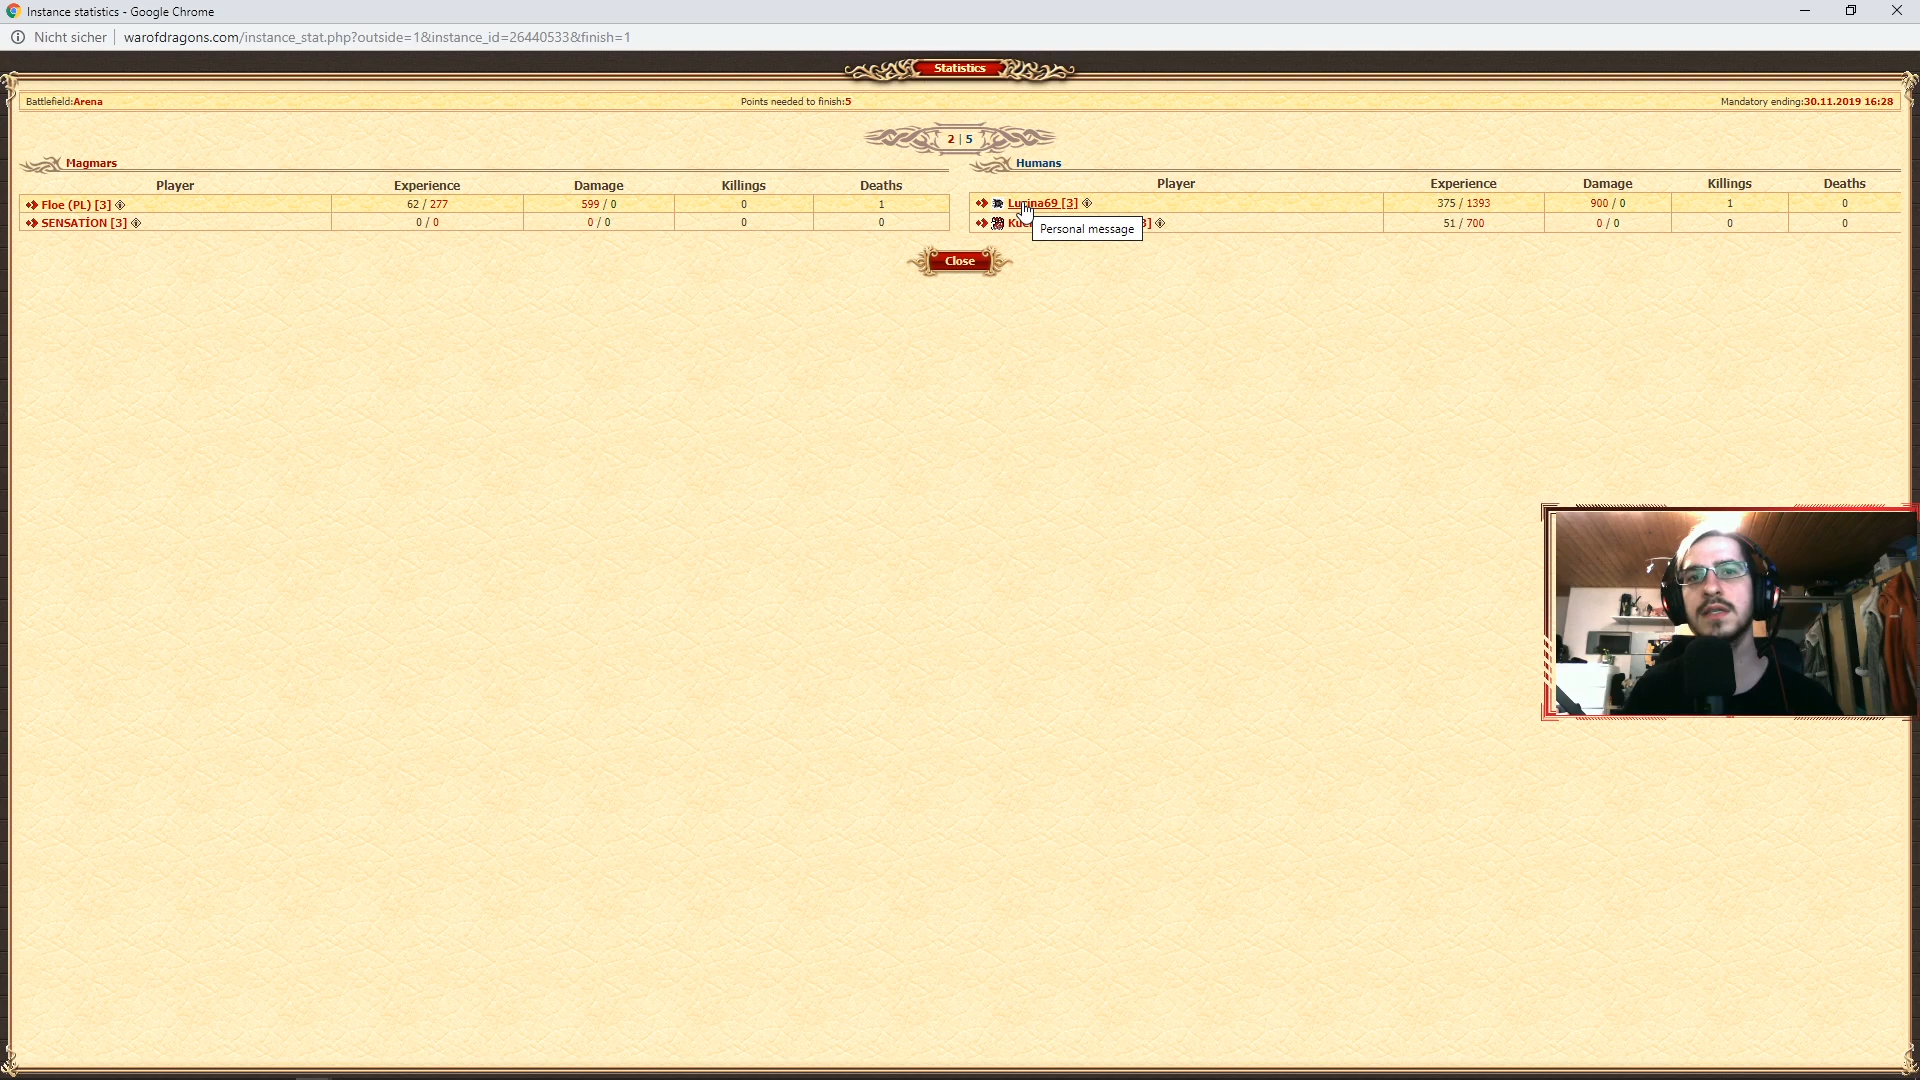 Instance statistics - Google Chrome
Nicht sicher warofdragons.com/instance_stat.php?outside=1&instance_id=26440533&finish=1
Statistics
Battlefield:Arena Points needed to finish:5 Mandatory ending:30.11.2019 16:28
2 | 5
Magmars
Player Experience Damage Killings Deaths
Floe (PL) [3] 62 / 277 599 / 0 0 1
SENSATİON [3] 0 / 0 0 / 0 0 0
Humans
Player Experience Damage Killings Deaths
[3] 375 / 1393 900 / 0 1 0
51 / 700 0 / 0 0 0
Personal message
Close